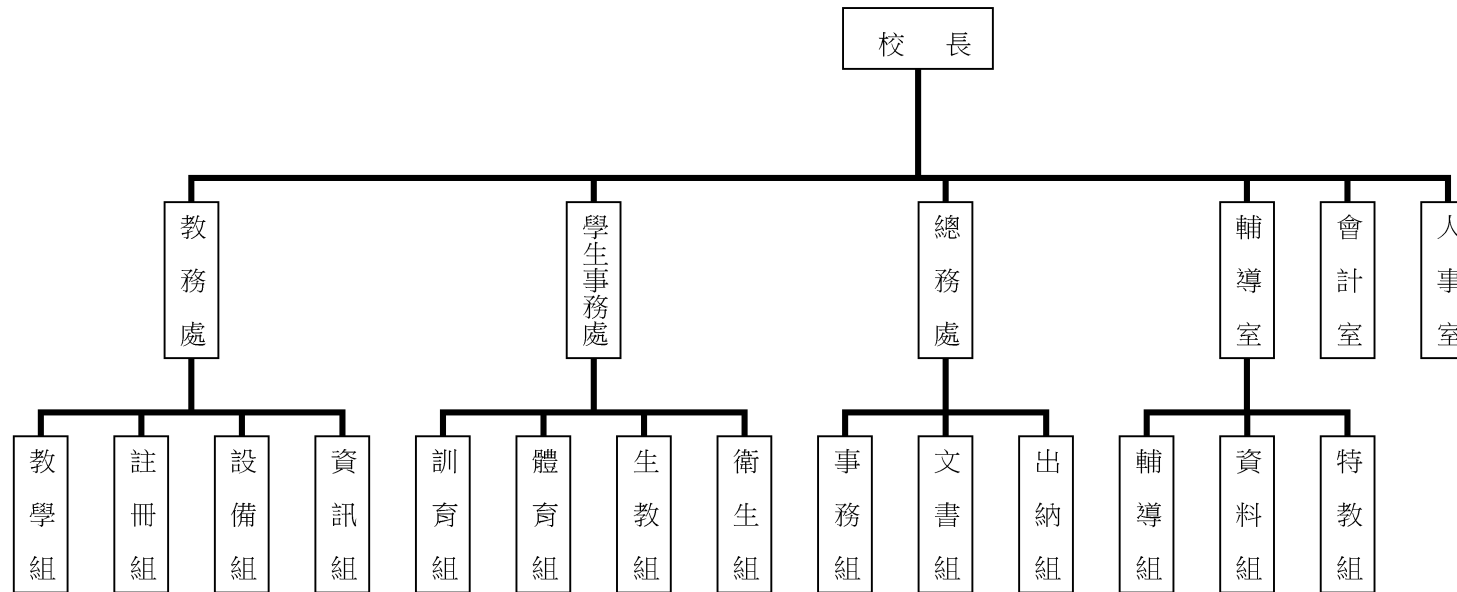 校長
教務處
學生事務處
總務處
輔導室
會計室
人事室
教學組
註冊組
設備組
資訊組
訓育組
體育組
生教組
衛生組
事務組
文書組
出納組
輔導組
資料組
特教組